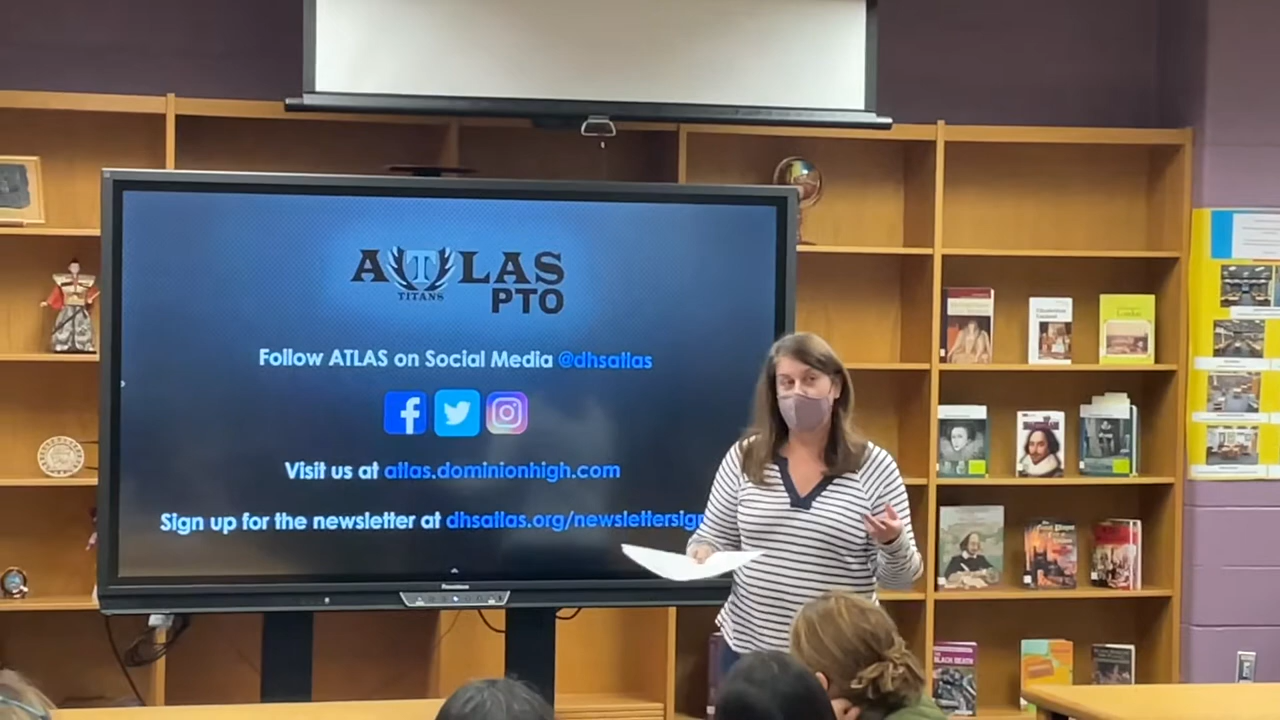 ATLAS
TITANS
PTO
Follow ATLAS on Social Media @dhsatlas
Visit us at atlas.dominionhigh.com
Sign up for the newsletter at dhsatlas.org/newslettersig
BLACK DEATH